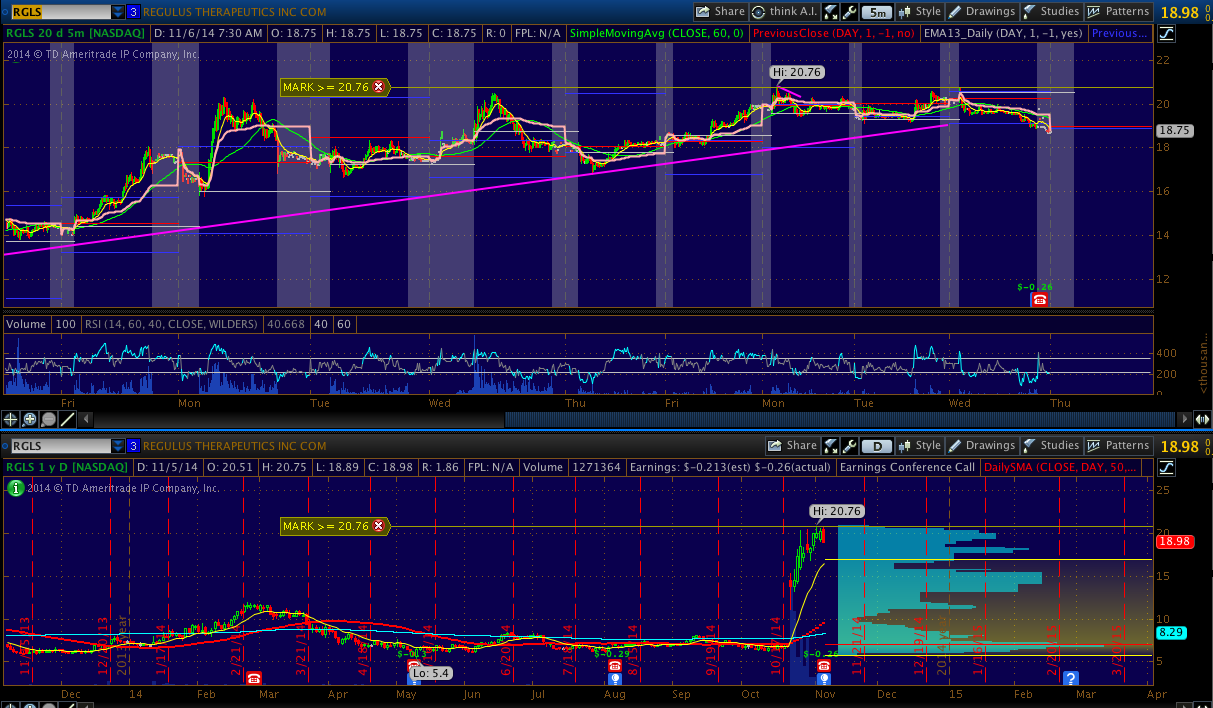 RGLS 3 REGULUS THERAPEUTICS INC COM Share think A.I. 5m Style Drawings Studies Patterns 18.98
RGLS 20 d 5m [NASDAQ] D: 11/6/14 7:30 AM O: 18.75 H: 18.75 L: 18.75 C: 18.75 R: 0 FPL: N/A SimpleMovingAvg (CLOSE, 60, 0) PreviousClose (DAY, 1, -1, no) EMA13_Daily (DAY, 1, -1, yes) Previous...
2014 © TD Ameritrade IP Company, Inc.
22
Hi: 20.76
MARK >= 20.76
20
18.75
18
16
14
12
$-0.26
Volume 100 RSI (14, 60, 40, CLOSE, WILDERS) 40.668 40 60
400
200
0
<thousan...
Fri Mon Tue Wed Thu Fri Mon Tue Wed Thu
RGLS 3 REGULUS THERAPEUTICS INC COM Share D Style Drawings Studies Patterns 18.98
RGLS 1 y D [NASDAQ] D: 11/5/14 O: 20.51 H: 20.75 L: 18.89 C: 18.98 R: 1.86 FPL: N/A Volume 1271364 Earnings: $-0.213(est) $-0.26(actual) Earnings Conference Call DailySMA (CLOSE, DAY, 50,...
2014 © TD Ameritrade IP Company, Inc.
25
Hi: 20.76
MARK >= 20.76
20
18.98
15
10
8.29
5
$-0.29
$-0.26
Lo: 5.4
Dec 14 Feb Mar Apr May Jun Jul Aug Sep Oct Nov Dec 15 Feb Mar Apr